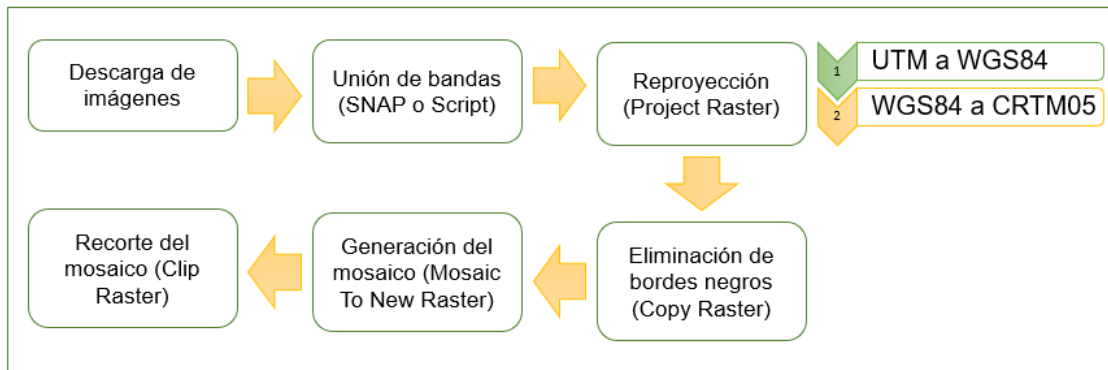 Descarga de
imágenes
Unión de bandas
(SNAP o Script)
Reproyección
(Project Raster)
1
UTM a WGS84
2
WGS84 a CRTM05
Eliminación de
bordes negros
(Copy Raster)
Generación del
mosaico (Mosaic
To New Raster)
Recorte del
mosaico (Clip
Raster)